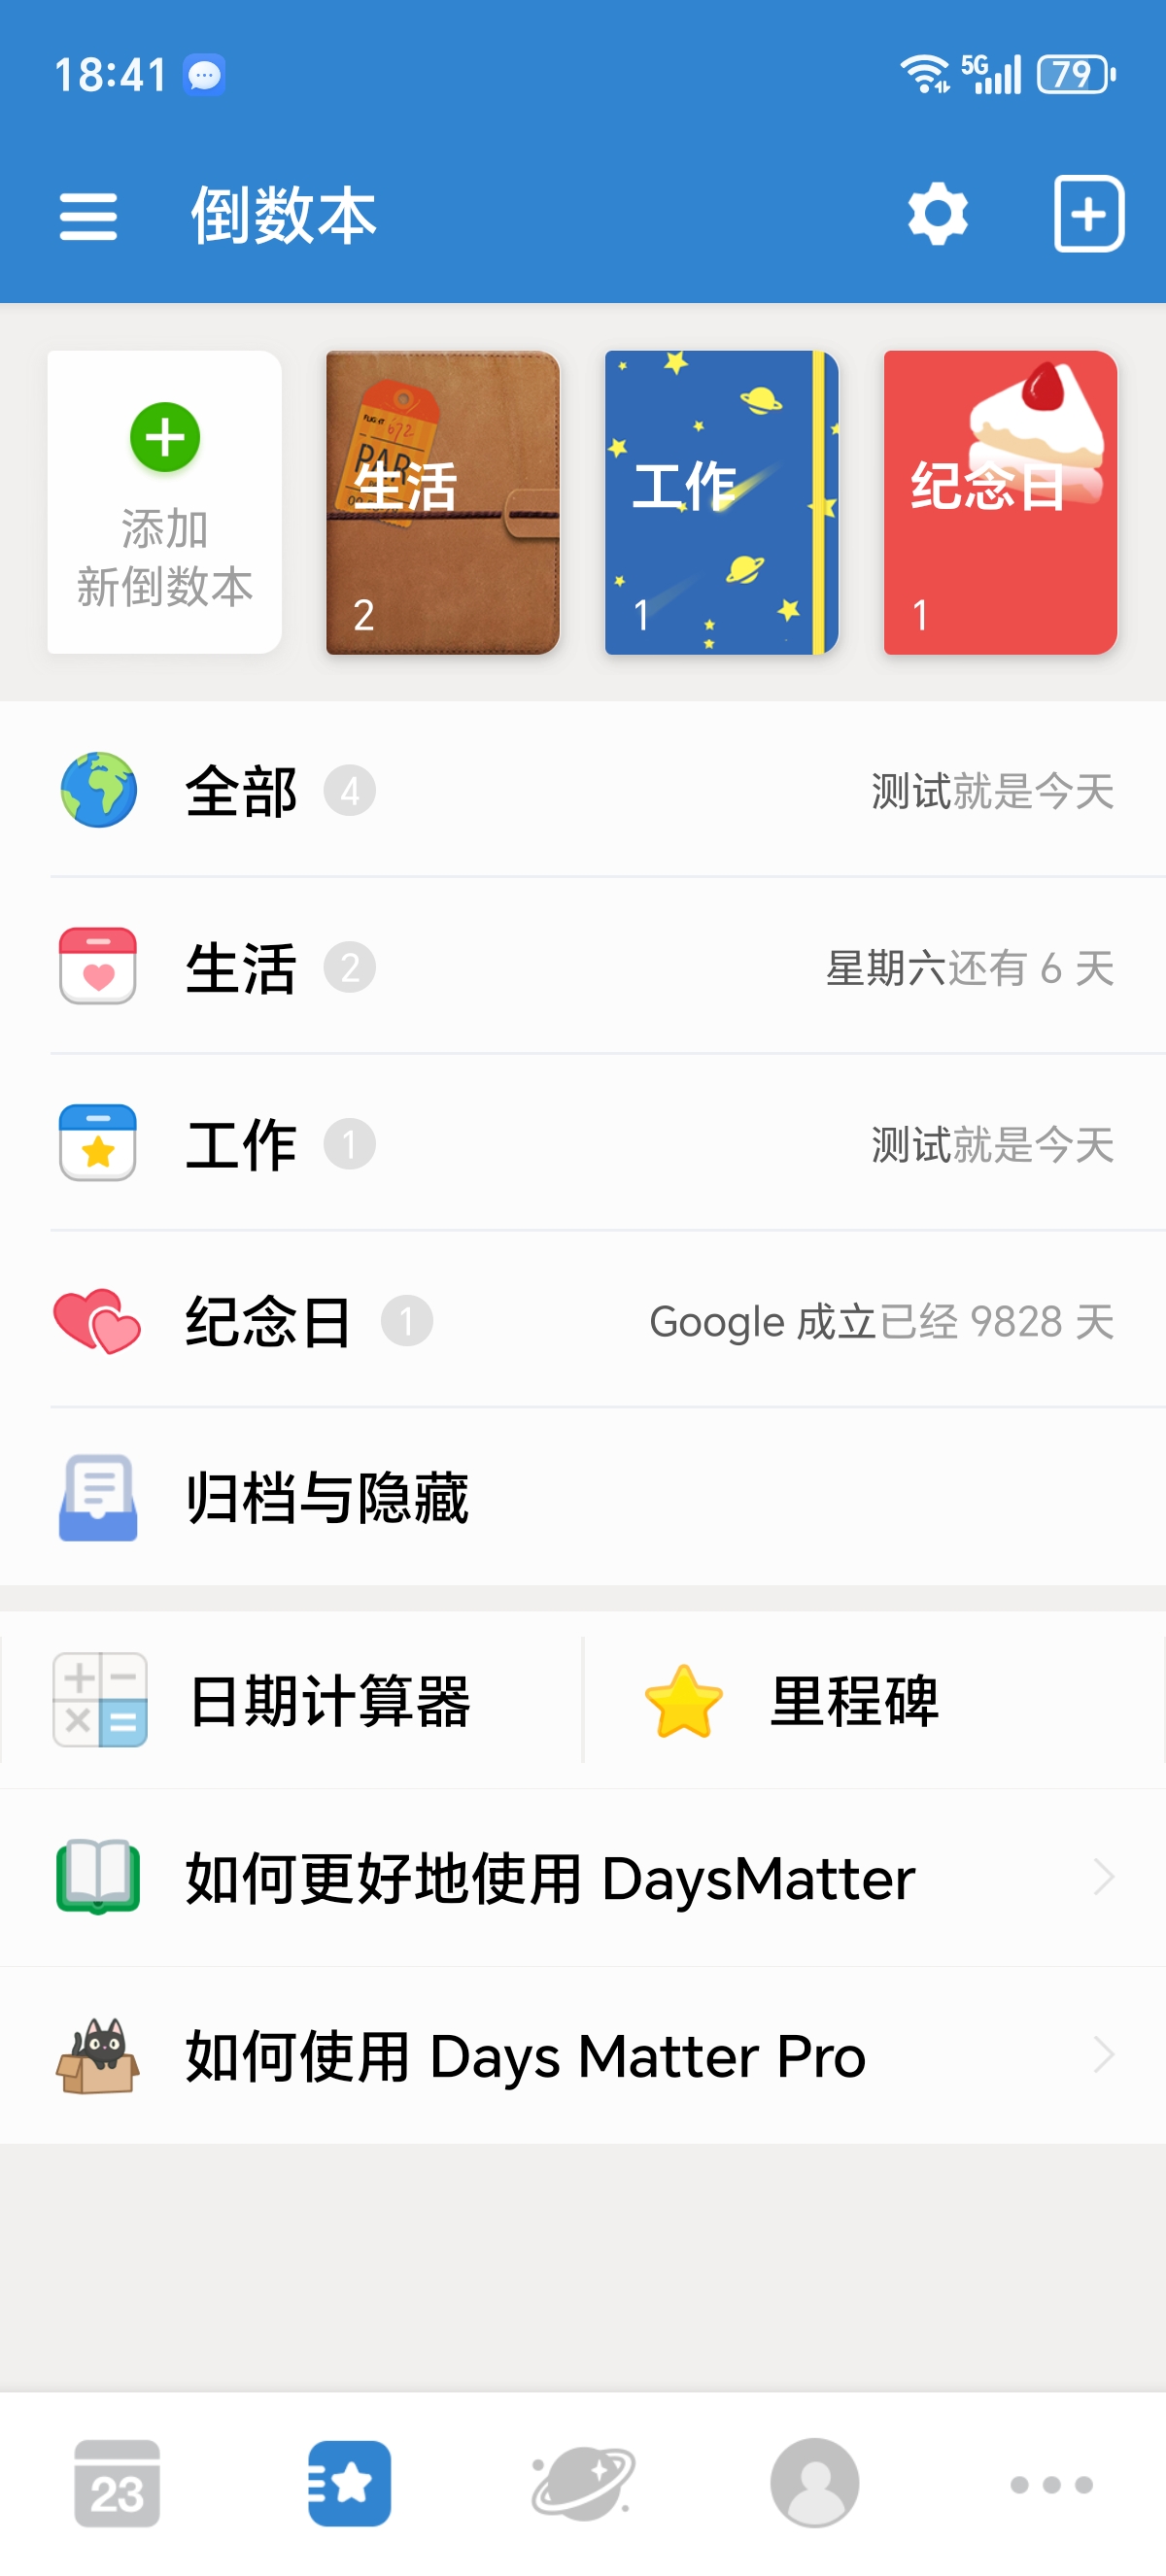 18:41
5G
79
倒数本
添加
新倒数本
FLIGHT 672
PAR
生活
2
工作
1
纪念日
1
全部 4 测试就是今天
生活 2 星期六还有 6 天
工作 1 测试就是今天
纪念日 1 Google 成立已经 9828 天
归档与隐藏
日期计算器 里程碑
如何更好地使用 DaysMatter
如何使用 Days Matter Pro
23